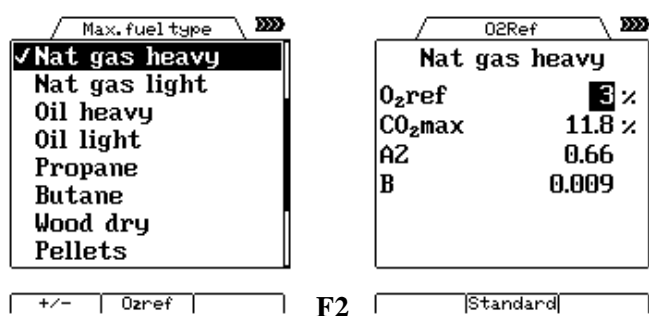 Max.fuel type
✓Nat gas heavy
Nat gas light
Oil heavy
Oil light
Propane
Butane
Wood dry
Pellets
+/- O₂ref
F2
O2Ref
Nat gas heavy
O₂ref 3 %
CO₂max 11.8 %
A2 0.66
B 0.009
Standard